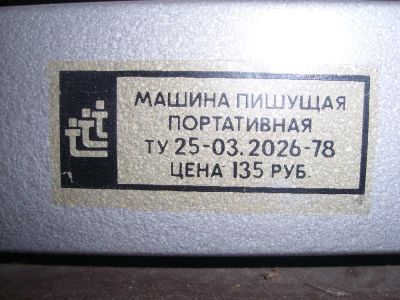 МАШИНА ПИШУЩАЯ
ПОРТАТИВНАЯ
ТУ 25-03.2026-78
ЦЕНА 135 РУБ.